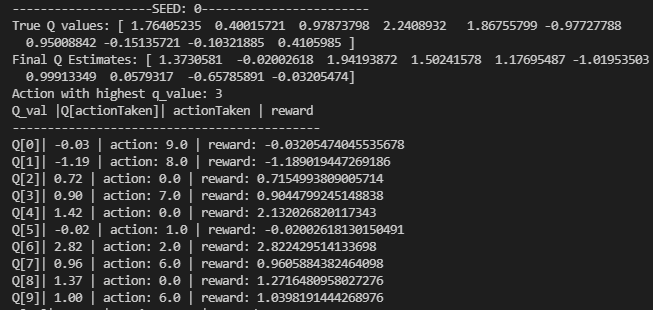 --------------------SEED: 0------------------------
True Q values: [ 1.76405235  0.40015721  0.97873798  2.2408932   1.86755799 -0.97727788
  0.95008842 -0.15135721 -0.10321885  0.4105985 ]
Final Q Estimates: [ 1.3730581  -0.02002618  1.94193872  1.50241578  1.17695487 -1.01953503
  0.99913349  0.0579317  -0.65785891 -0.03205474]
Action with highest q_value: 3
Q_val |Q[actionTaken]| actionTaken | reward
--------------------------------------------
Q[0]| -0.03 | action: 9.0 | reward: -0.03205474045535678
Q[1]| -1.19 | action: 8.0 | reward: -1.189019447269186
Q[2]| 0.72 | action: 0.0 | reward: 0.7154993809005714
Q[3]| 0.90 | action: 7.0 | reward: 0.9044799245148838
Q[4]| 1.42 | action: 0.0 | reward: 2.132026820117343
Q[5]| -0.02 | action: 1.0 | reward: -0.02002618130150491
Q[6]| 2.82 | action: 2.0 | reward: 2.822429514133698
Q[7]| 0.96 | action: 6.0 | reward: 0.9605884382464098
Q[8]| 1.37 | action: 0.0 | reward: 1.2716480958027276
Q[9]| 1.00 | action: 6.0 | reward: 1.0398191444268976